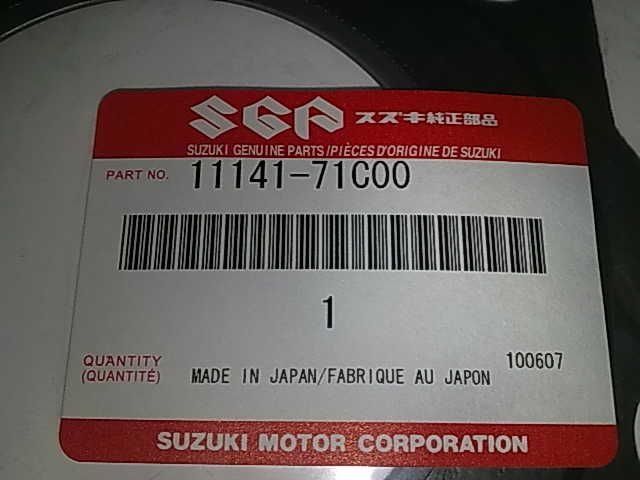 SGP スズキ純正部品
SUZUKI GENUINE PARTS/PIÈCES D'ORIGINE DE SUZUKI
PART NO. 11141-71C00
1
QUANTITY
(QUANTITÉ)
MADE IN JAPAN/FABRIQUE AU JAPON
100607
SUZUKI MOTOR CORPORATION